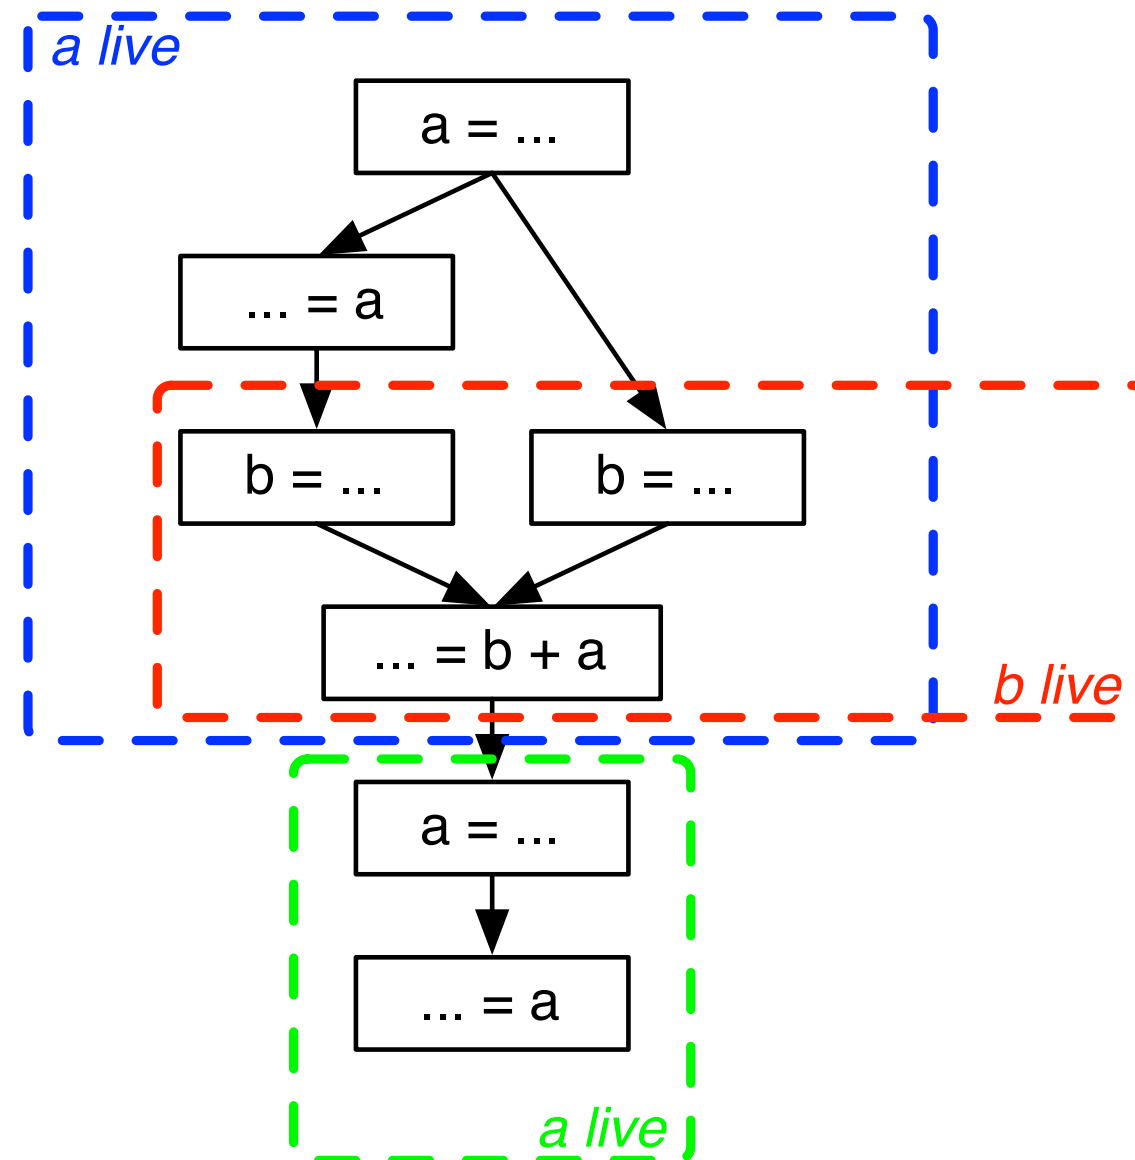 a live
a = ...
... = a
b = ...
b = ...
... = b + a
b live
a = ...
... = a
a live